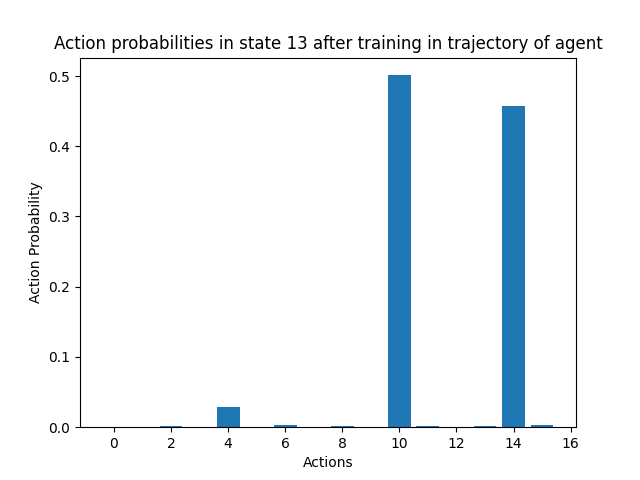 Action probabilities in state 13 after training in trajectory of agent
0.5
0.4
0.3
0.2
0.1
0.0
Action Probability
0 2 4 6 8 10 12 14 16
Actions